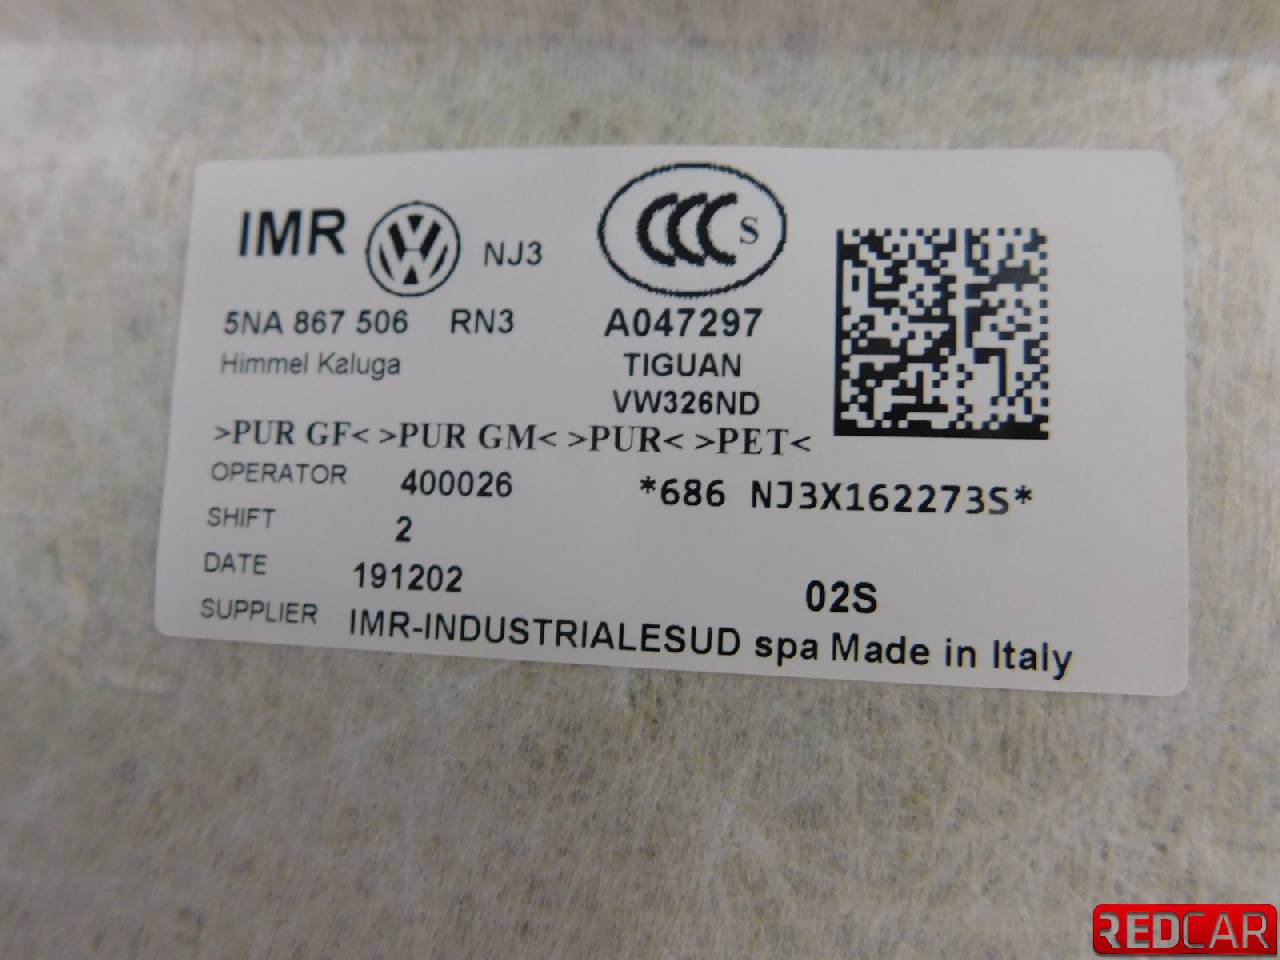 IMR NJ3
CCC S
5NA 867 506 RN3 A047297
Himmel Kaluga TIGUAN
VW326ND
>PUR GF< >PUR GM< >PUR< >PET<
OPERATOR 400026 *686 NJ3X162273S*
SHIFT 2
DATE 191202 02S
SUPPLIER IMR-INDUSTRIALESUD spa Made in Italy
REDCAR